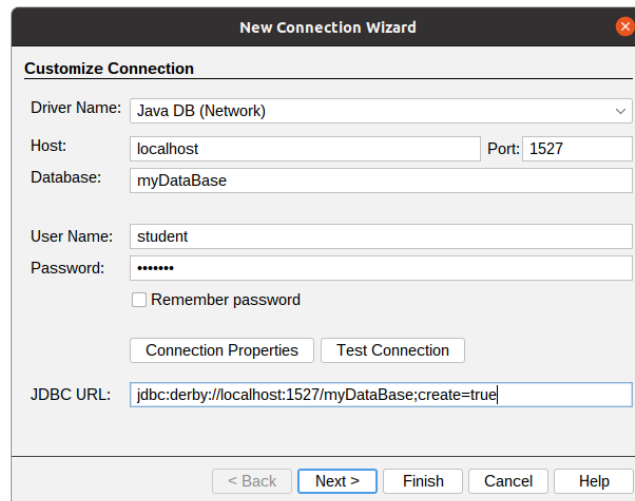 New Connection Wizard
Customize Connection
Driver Name: Java DB (Network)
Host: localhost Port: 1527
Database: myDataBase
User Name: student
Password: •••••••
Remember password
Connection Properties Test Connection
JDBC URL: jdbc:derby://localhost:1527/myDataBase;create=true
< Back Next > Finish Cancel Help